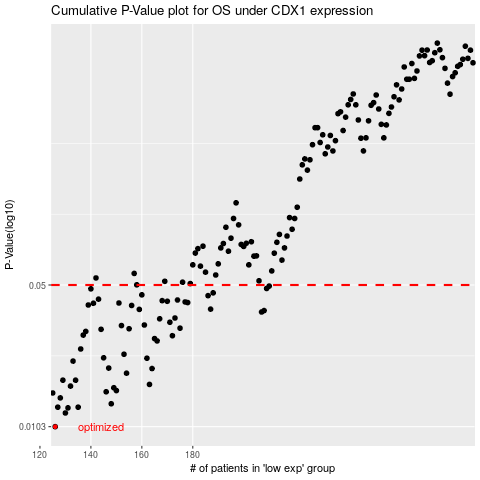 Cumulative P-Value plot for OS under CDX1 expression
P-Value(log10)
0.05
0.0103
optimized
120 140 160 180
# of patients in 'low exp' group